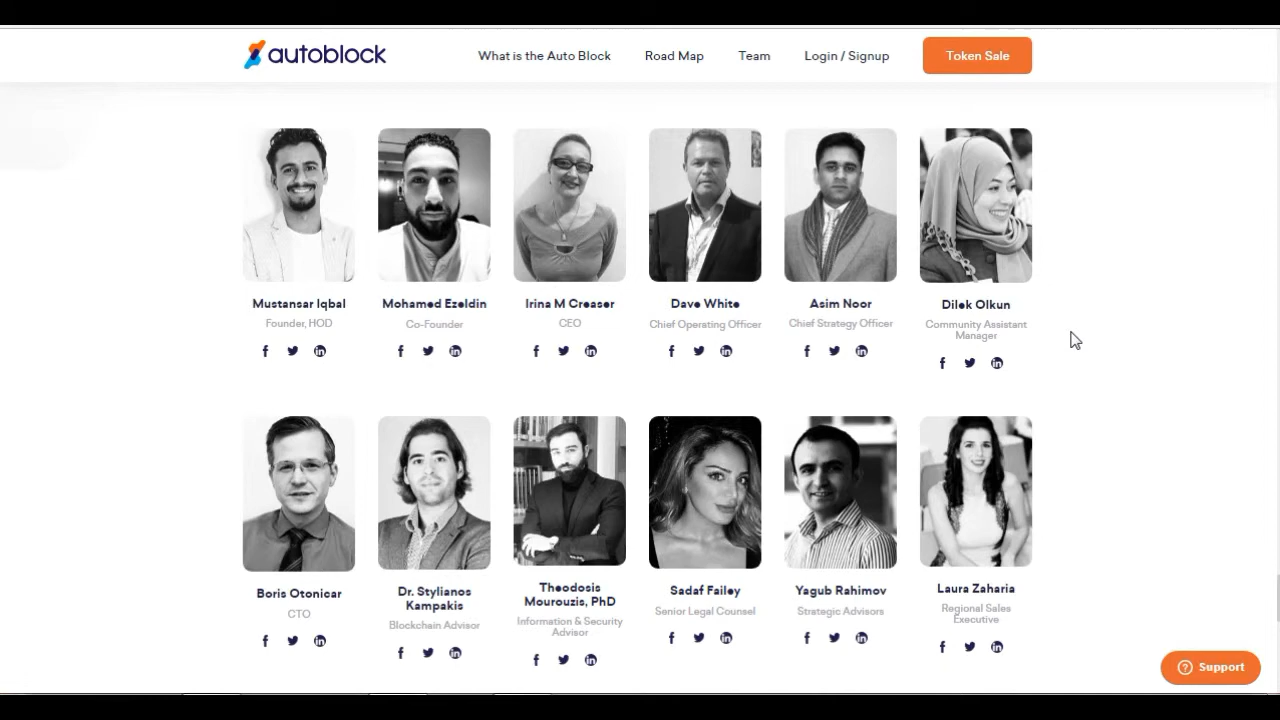 autoblock
What is the Auto Block
Road Map
Team
Login / Signup
Token Sale
Mustansar Iqbal
Founder, HOD
Mohamed Ezeldin
Co-Founder
Irina M Creaser
CEO
Dave White
Chief Operating Officer
Asim Noor
Chief Strategy Officer
Dilek Olkun
Community Assistant
Manager
Boris Otonicar
CTO
Dr. Stylianos
Kampakis
Blockchain Advisor
Theodosis
Mourouzis, PhD
Information & Security
Advisor
Sadaf Failey
Senior Legal Counsel
Yagub Rahimov
Strategic Advisors
Laura Zaharia
Regional Sales
Executive
Support